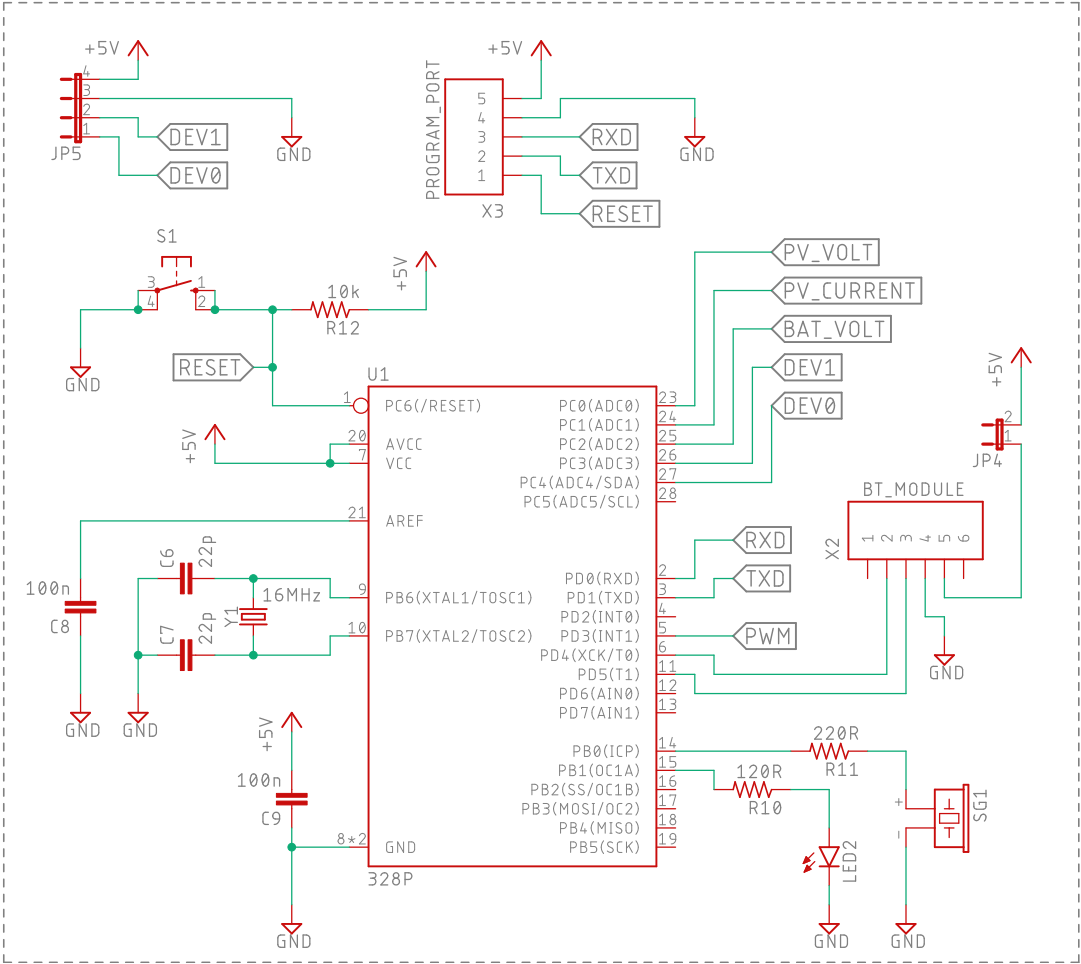 +5V
4
3
2
1
JP5
DEV1
DEV0
GND
+5V
PROGRAM_PORT
5
4
3
2
1
X3
RXD
TXD
RESET
GND
S1
3
4
1
2
10k
R12
+5V
GND
RESET
PV_VOLT
PV_CURRENT
BAT_VOLT
DEV1
DEV0
U1
1 PC6(/RESET)
20 AVCC
7 VCC
+5V
21 AREF
9 PB6(XTAL1/TOSC1)
10 PB7(XTAL2/TOSC2)
8*2 GND
328P
PC0(ADC0) 23
PC1(ADC1) 24
PC2(ADC2) 25
PC3(ADC3) 26
PC4(ADC4/SDA) 27
PC5(ADC5/SCL) 28
PD0(RXD) 2
PD1(TXD) 3
PD2(INT0) 4
PD3(INT1) 5
PD4(XCK/T0) 6
PD5(T1) 11
PD6(AIN0) 12
PD7(AIN1) 13
PB0(ICP) 14
PB1(OC1A) 15
PB2(SS/OC1B) 16
PB3(MOSI/OC2) 17
PB4(MISO) 18
PB5(SCK) 19
100n
C8
GND
C6
22p
C7
22p
Y1
16MHz
GND
+5V
100n
C9
GND
RXD
TXD
PWM
+5V
2
1
JP4
BT_MODULE
X2
1 2 3 4 5 6
GND
220R
R11
120R
R10
LED2
GND
+
-
SG1
GND